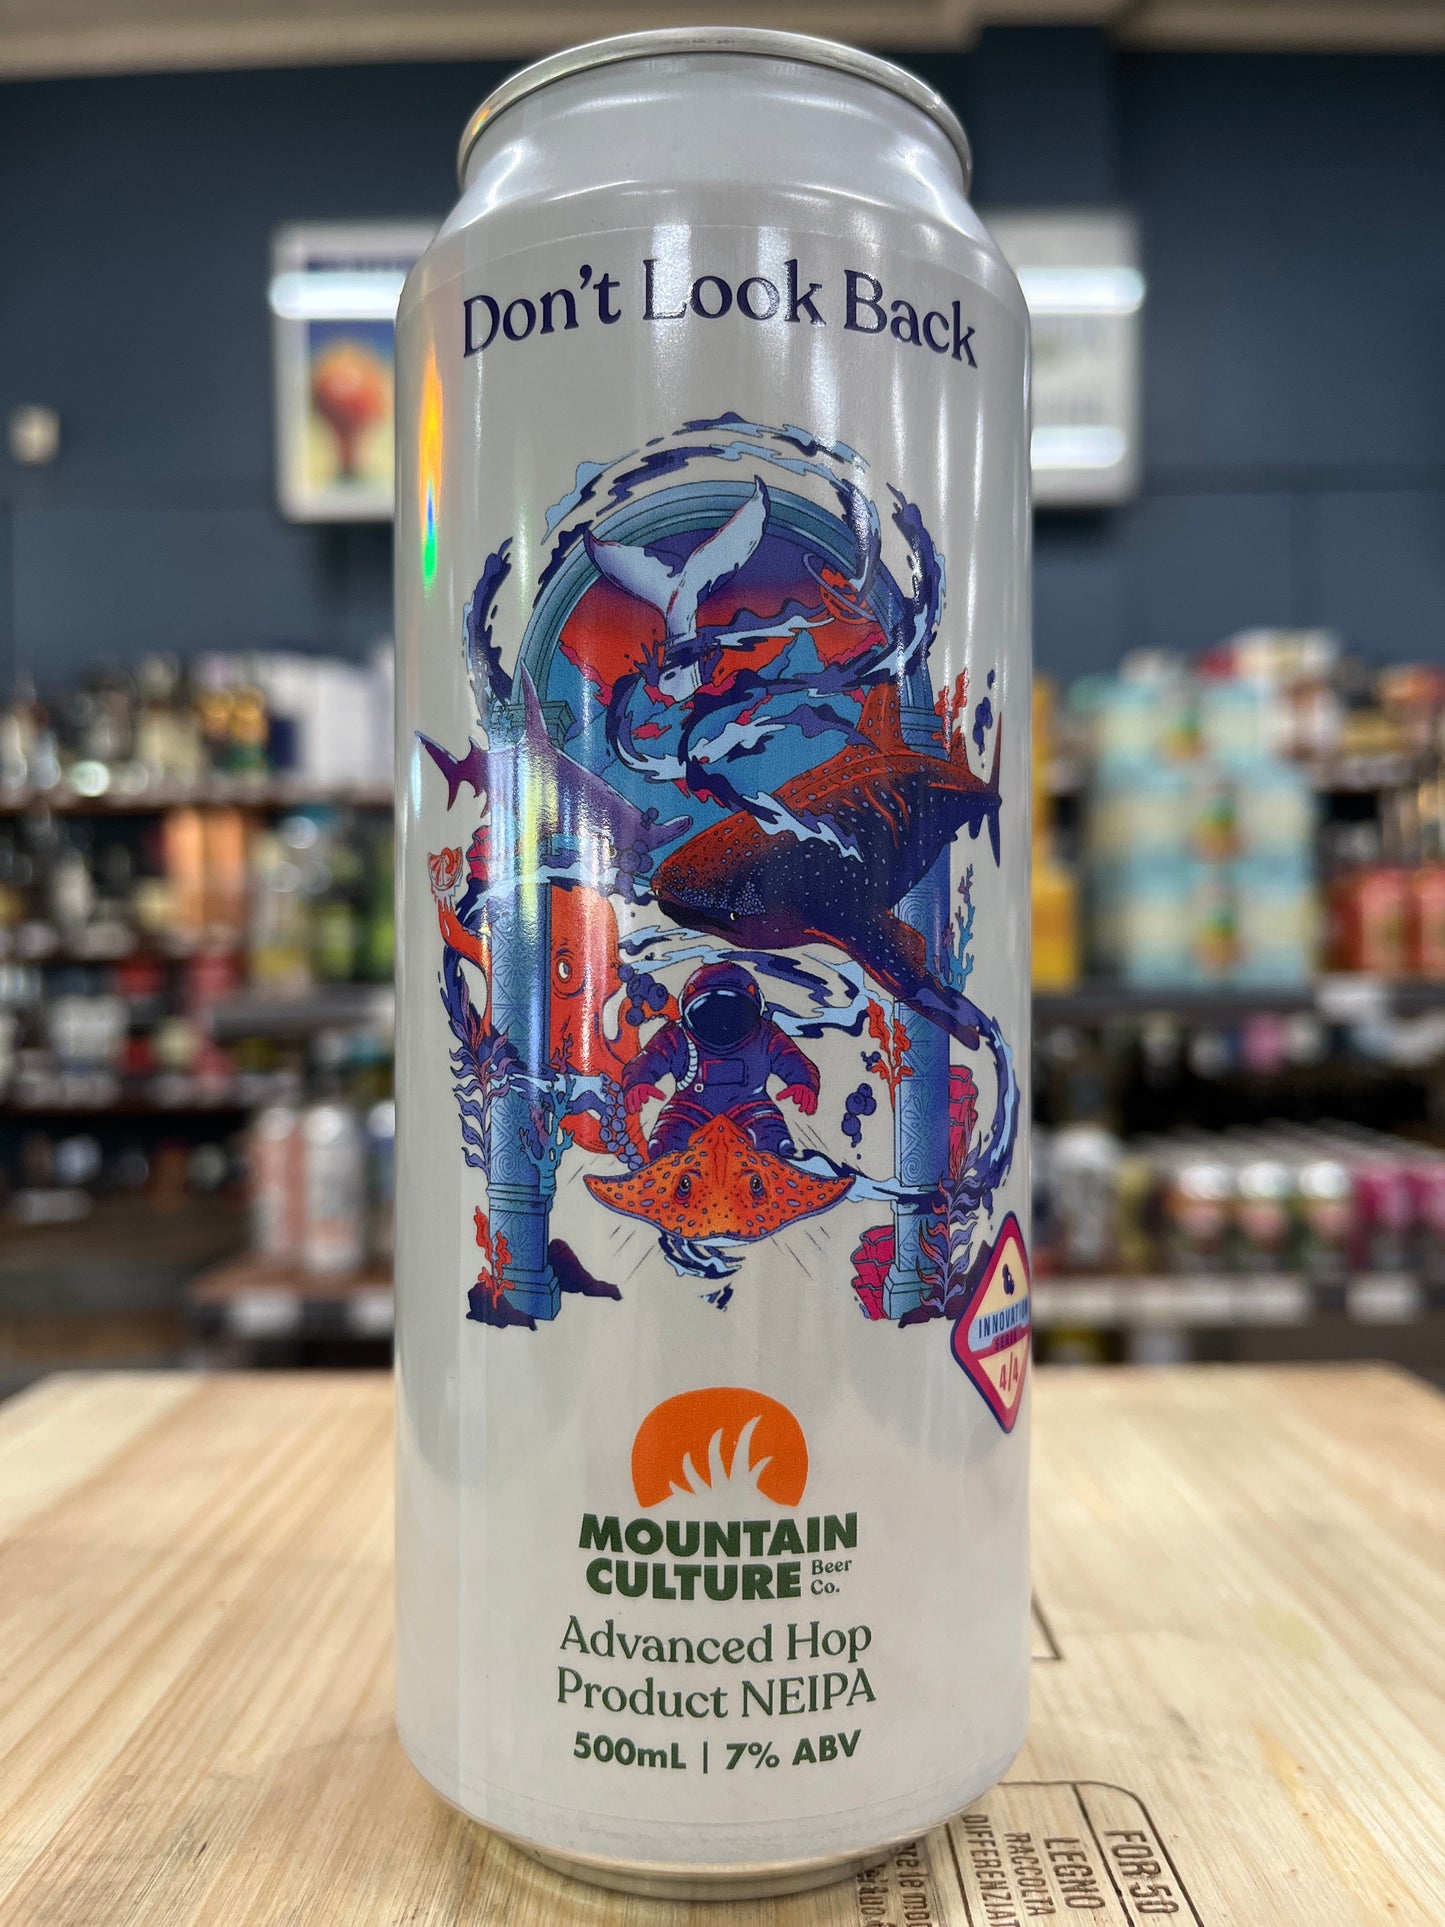 Don't Look Back
INNOVATION
SERIES
4/4
MOUNTAIN
CULTURE Beer
Co.
Advanced Hop
Product NEIPA
500mL | 7% ABV
FOR 50
LEGNO
RACCOLTA